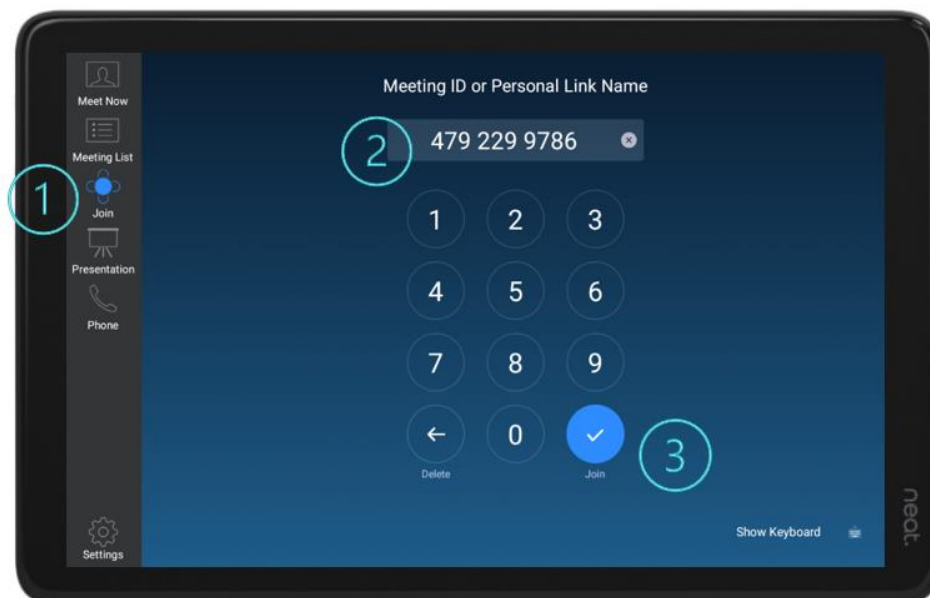 Meet Now
Meeting List
1
Join
Presentation
Phone
Settings
Meeting ID or Personal Link Name
2
479 229 9786
1 2 3
4 5 6
7 8 9
0
Delete
Join
3
Show Keyboard
neat.